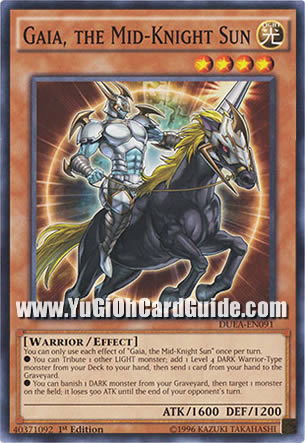 Gaia, the Mid-Knight Sun
LIGHT
光
www.YuGiOhCardGuide.com
DUEA-EN091
[Warrior / Effect]
You can only use each effect of "Gaia, the Mid-Knight Sun" once per turn.
● You can Tribute 1 other LIGHT monster; add 1 Level 4 DARK Warrior-Type
monster from your Deck to your hand, then send 1 card from your hand to the
Graveyard.
● You can banish 1 DARK monster from your Graveyard, then target 1 monster
on the field; it loses 500 ATK until the end of your opponent's turn.
ATK/1600 DEF/1200
40371092 1st Edition ©1996 KAZUKI TAKAHASHI